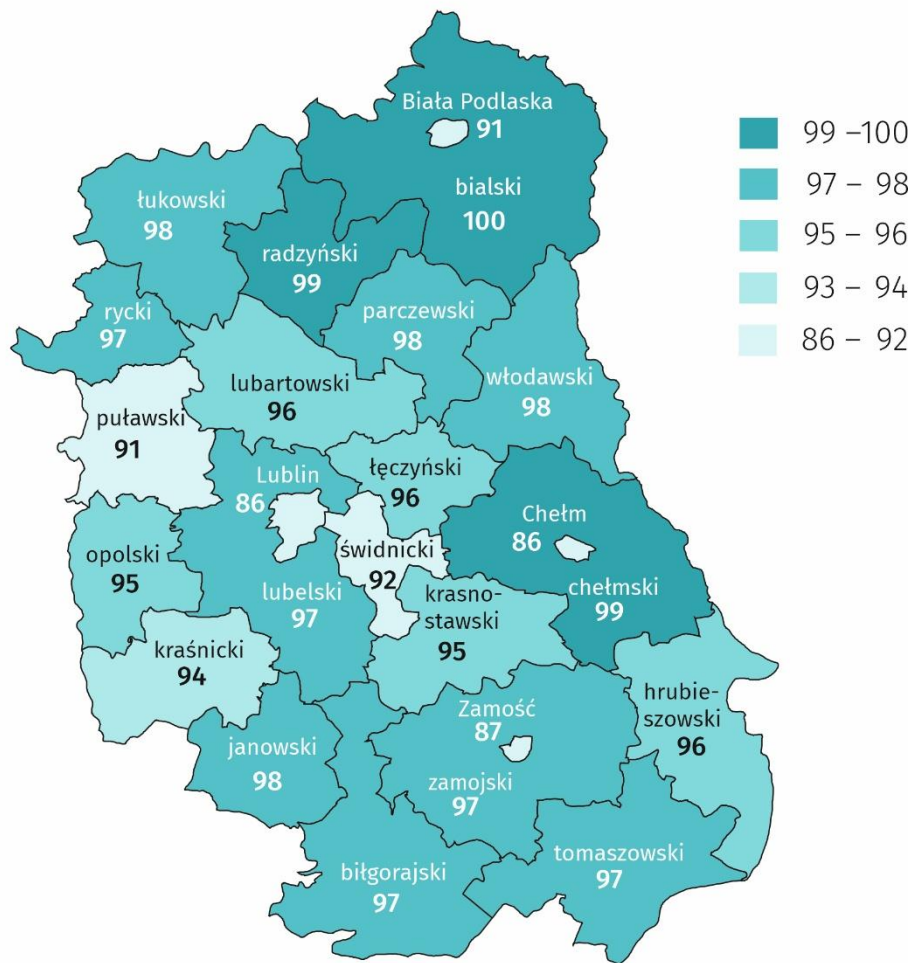 Biała Podlaska
91
bialski
100
99 –100
97 – 98
95 – 96
93 – 94
86 – 92
łukowski
98
radzyński
99
rycki
97
parczewski
98
lubartowski
96
włodawski
98
puławski
91
Lublin
86
łęczyński
96
Chełm
86
świdnicki
92
opolski
95
lubelski
97
krasno-
stawski
95
chełmski
99
kraśnicki
94
hrubie-
szowski
96
Zamość
87
janowski
98
zamojski
97
tomaszowski
97
biłgorajski
97